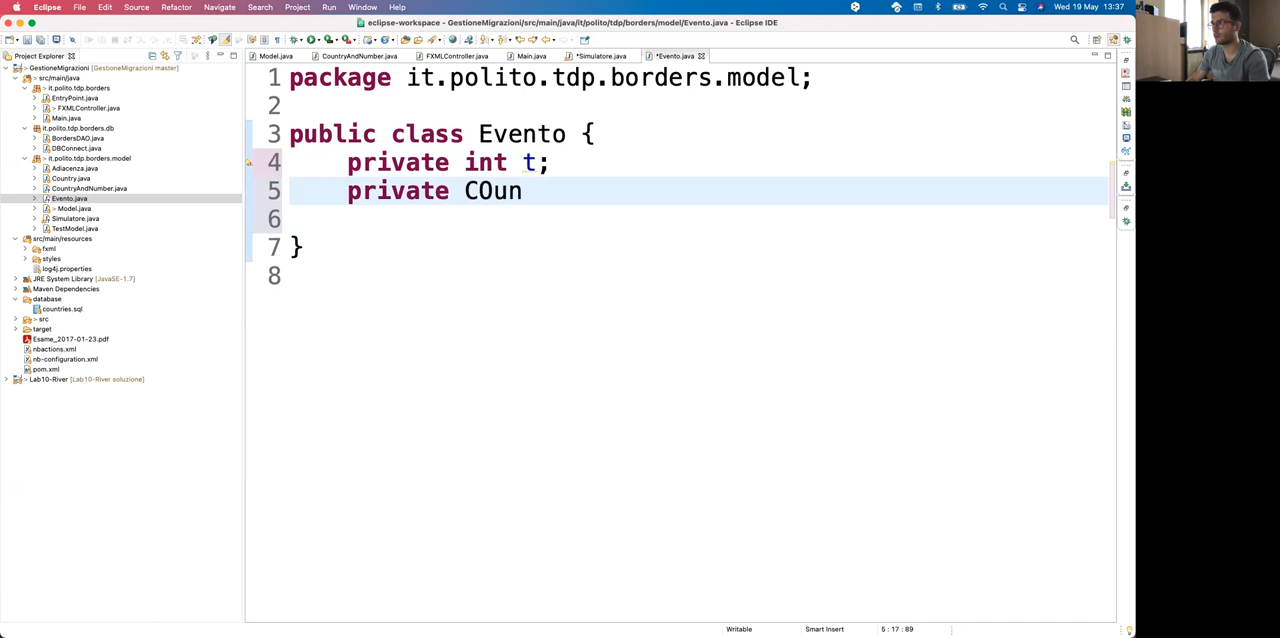 Eclipse File Edit Source Refactor Navigate Search Project Run Window Help Wed 19 May 13:37
eclipse-workspace - GestioneMigrazioni/src/main/java/it/polito/tdp/borders/model/Evento.java - Eclipse IDE
Project Explorer
Model.java CountryAndNumber.java FXMLController.java Main.java *Simulatore.java *Evento.java
> GestioneMigrazioni [GestioneMigrazioni master]
> src/main/java
> it.polito.tdp.borders
EntryPoint.java
> FXMLController.java
Main.java
it.polito.tdp.borders.db
BordersDAO.java
DBConnect.java
> it.polito.tdp.borders.model
Adiacenza.java
Country.java
CountryAndNumber.java
Evento.java
> Model.java
Simulatore.java
TestModel.java
src/main/resources
fxml
styles
log4j.properties
JRE System Library [JavaSE-1.7]
Maven Dependencies
database
countries.sql
> src
target
Esame_2017-01-23.pdf
nbactions.xml
nb-configuration.xml
pom.xml
> Lab10-River [Lab10-River soluzione]
1 package it.polito.tdp.borders.model;
2
3 public class Evento {
4 private int t;
5 private COun
6
7 }
8
Writable Smart Insert 5 : 17 : 89